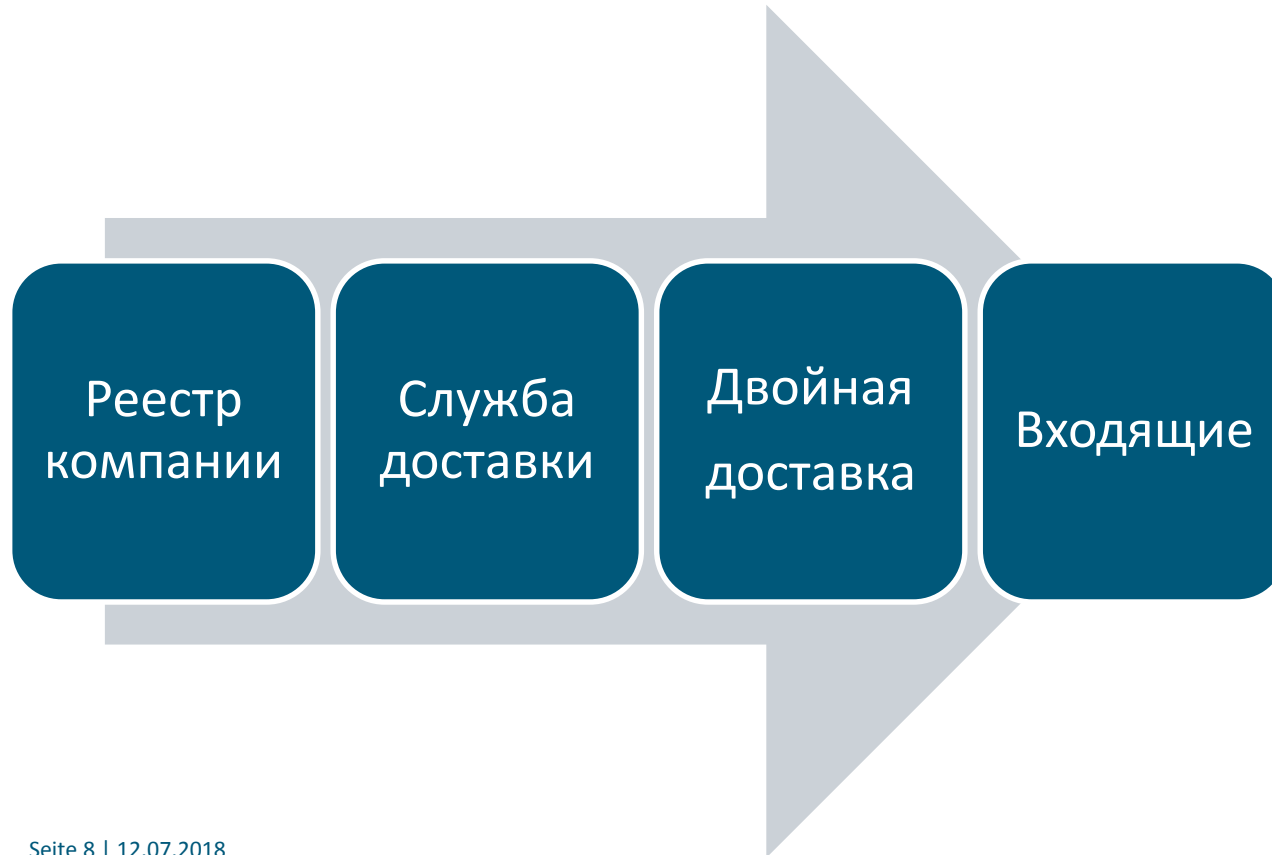 Реестр
компании
Служба
доставки
Двойная
доставка
Входящие
Seite 8 | 12.07.2018